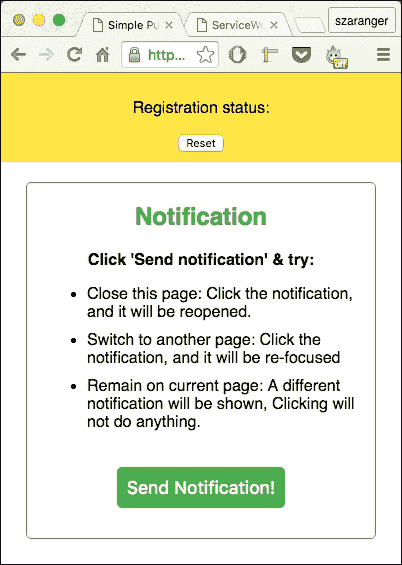 Simple Pu
ServiceWo
szaranger
http...
Registration status:
Reset
Notification
Click 'Send notification' & try:
Close this page: Click the notification,
and it will be reopened.
Switch to another page: Click the
notification, and it will be re-focused
Remain on current page: A different
notification will be shown, Clicking will
not do anything.
Send Notification!